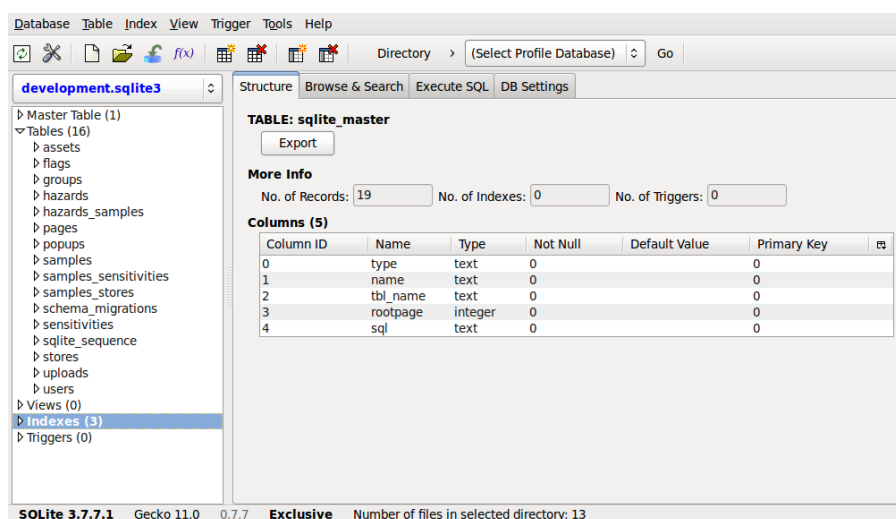 Database Table Index View Trigger Tools Help
f(x) Directory > (Select Profile Database) Go
development.sqlite3
Structure Browse & Search Execute SQL DB Settings
Master Table (1)
Tables (16)
assets
flags
groups
hazards
hazards_samples
pages
popups
samples
samples_sensitivities
samples_stores
schema_migrations
sensitivities
sqlite_sequence
stores
uploads
users
Views (0)
Indexes (3)
Triggers (0)
TABLE: sqlite_master
Export
More Info
No. of Records: 19 No. of Indexes: 0 No. of Triggers: 0
Columns (5)
Column ID Name Type Not Null Default Value Primary Key
0 type text 0 0
1 name text 0 0
2 tbl_name text 0 0
3 rootpage integer 0 0
4 sql text 0 0
SQLite 3.7.7.1 Gecko 11.0 0.7.7 Exclusive Number of files in selected directory: 13